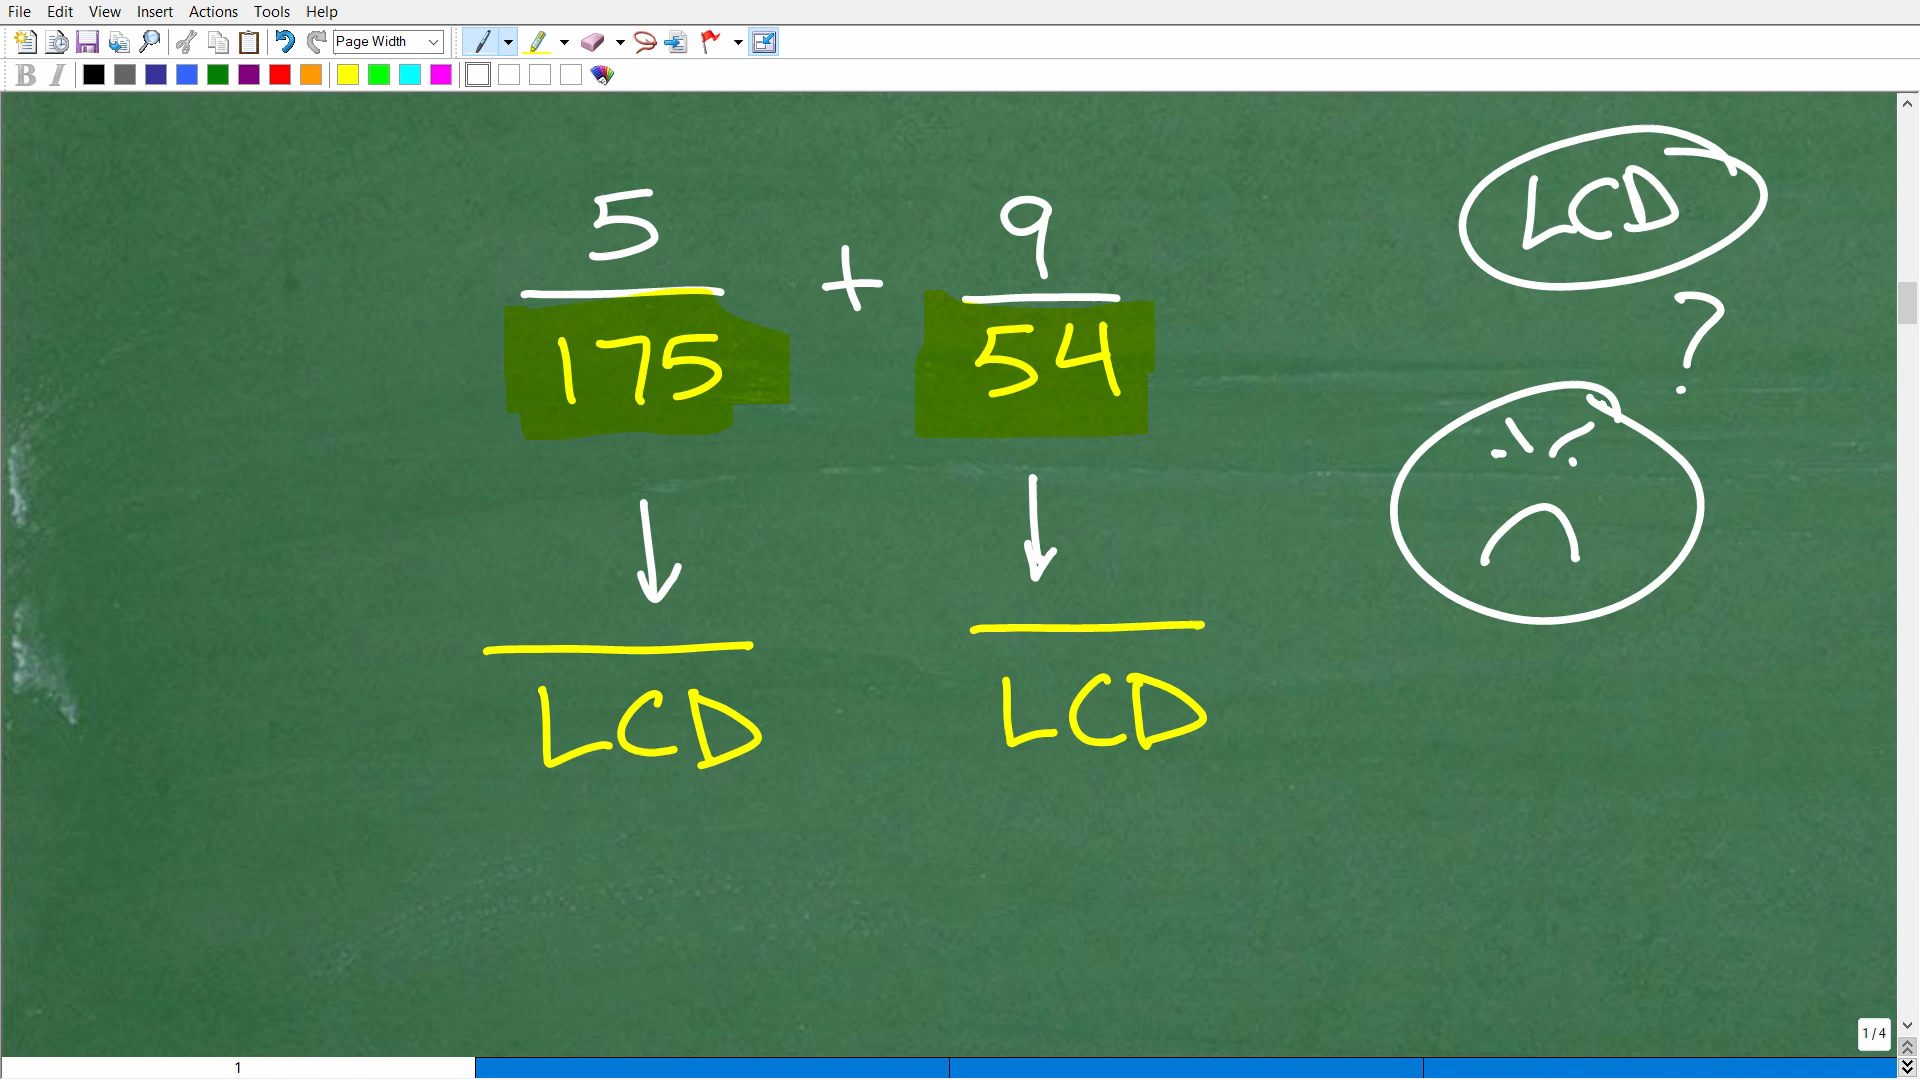 File Edit View Insert Actions Tools Help
Page Width
B I
LCD
5 + 9
175 54
?
LCD LCD
1 / 4
1